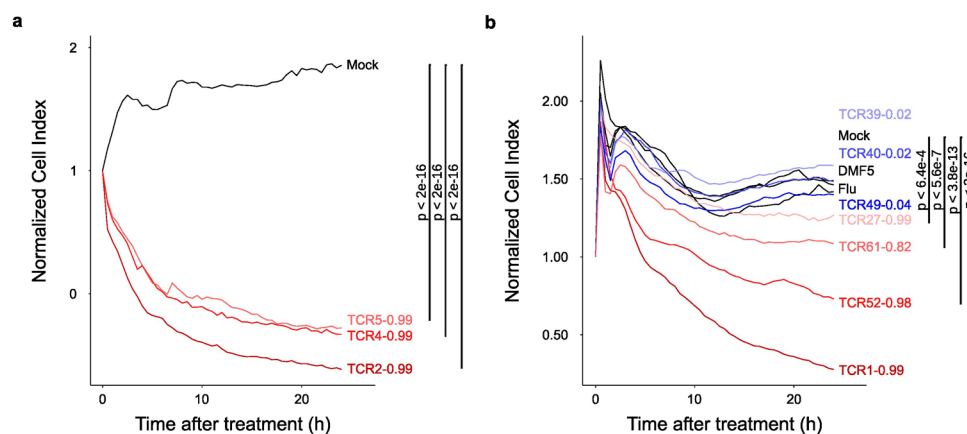 a
2
0
0
20
Normalized Cell Index
Time after treatment (h)
Mock
TCR5-0.99
TCR4-0.99
TCR2-0.99
p < 2e-16
p < 2e-16
p < 2e-16
b
2.00
1.50
1.00
0.50
0
10
20
Normalized Cell Index
Time after treatment (h)
TCR39-0.02
Mock
TCR40-0.02
DMF5
Flu
TCR49-0.04
TCR27-0.99
TCR61-0.82
TCR52-0.98
TCR1-0.99
p < 6.4e-4
p < 5.6e-7
p < 3.8e-13